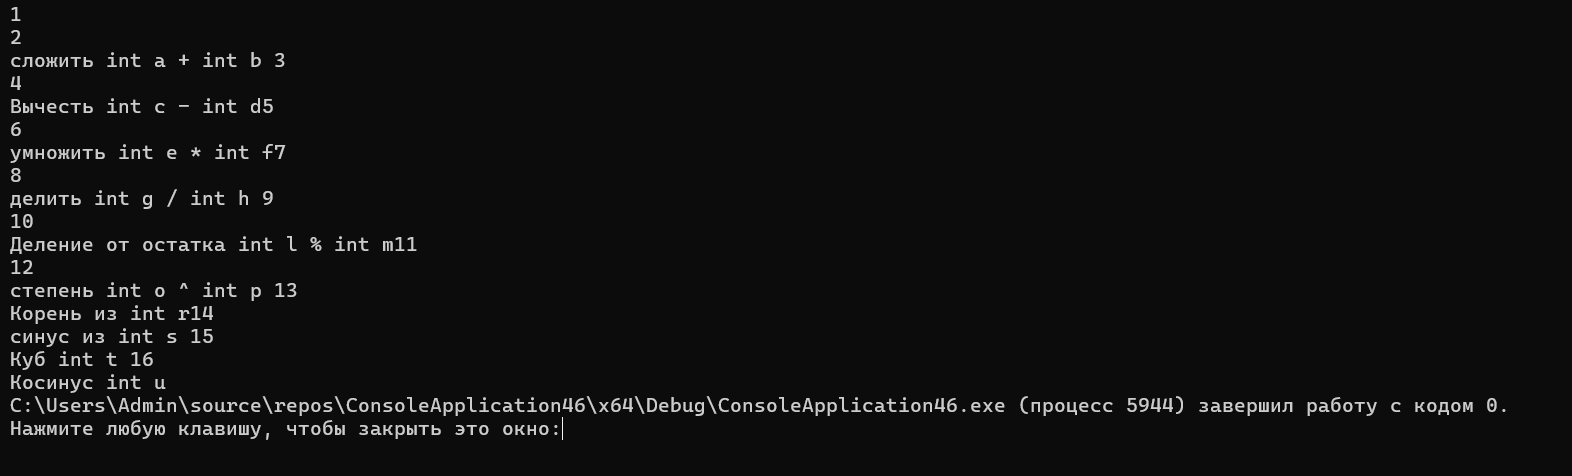 1
2
сложить int a + int b 3
4
Вычесть int c - int d5
6
умножить int e * int f7
8
делить int g / int h 9
10
Деление от остатка int l % int m11
12
степень int o ^ int p 13
Корень из int r14
синус из int s 15
Куб int t 16
Косинус int u
C:\Users\Admin\source\repos\ConsoleApplication46\x64\Debug\ConsoleApplication46.exe (процесс 5944) завершил работу с кодом 0.
Нажмите любую клавишу, чтобы закрыть это окно: